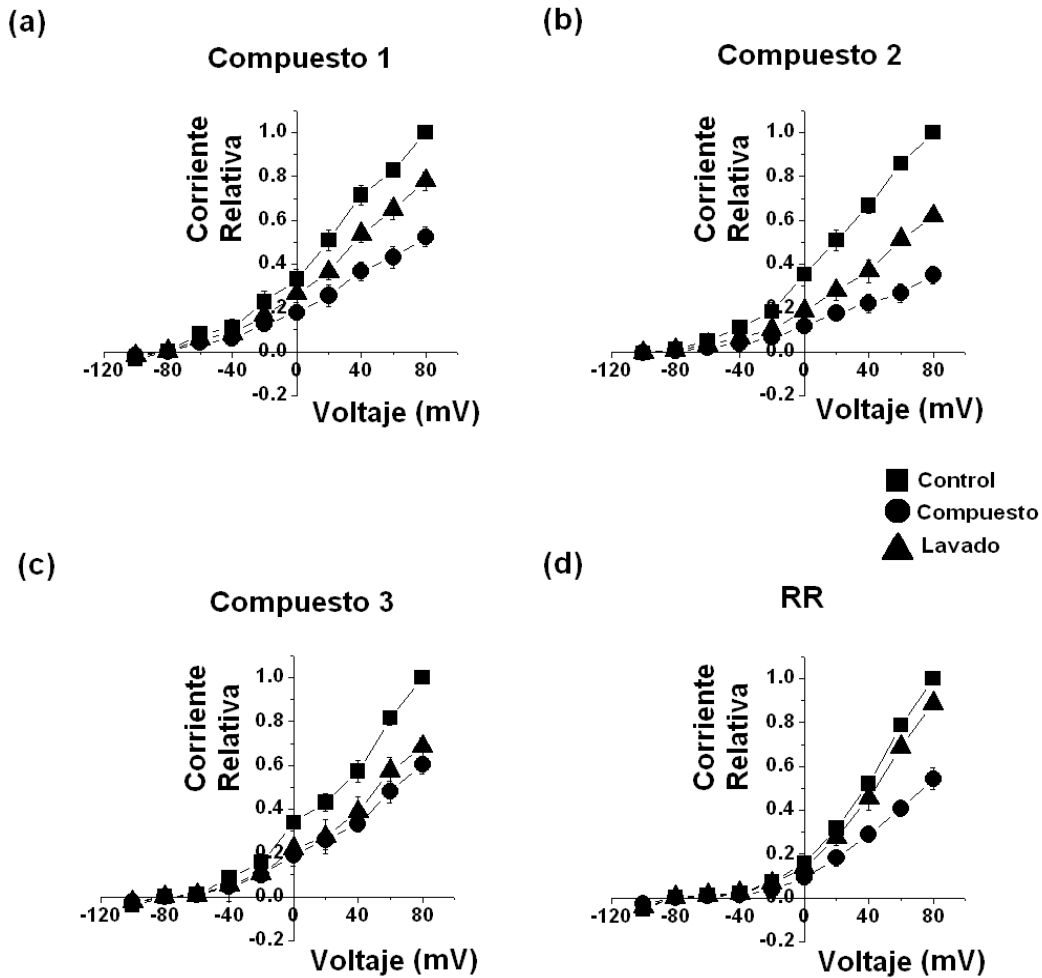 (a)
Compuesto 1
Corriente
Relativa
1.0
0.8
0.6
0.4
0.2
0.0
-0.2
-120
-80
-40
0
40
80
Voltaje (mV)
(b)
Compuesto 2
Corriente
Relativa
1.0
0.8
0.6
0.4
0.2
0.0
-0.2
-120
-80
-40
0
40
80
Voltaje (mV)
Control
Compuesto
Lavado
(c)
Compuesto 3
Corriente
Relativa
1.0
0.8
0.6
0.4
0.2
0.0
-0.2
-120
-80
-40
0
40
80
Voltaje (mV)
(d)
RR
Corriente
Relativa
1.0
0.8
0.6
0.4
0.2
0.0
-0.2
-120
-80
-40
0
40
80
Voltaje (mV)